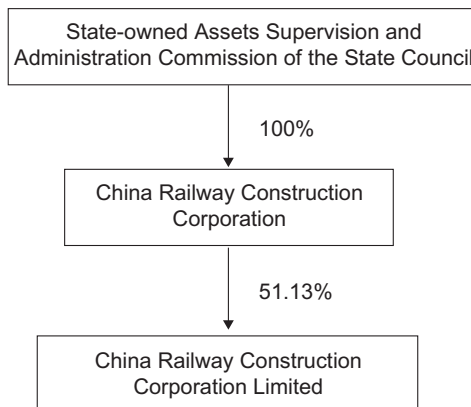 State-owned Assets Supervision and
Administration Commission of the State Council
100%
China Railway Construction
Corporation
51.13%
China Railway Construction
Corporation Limited